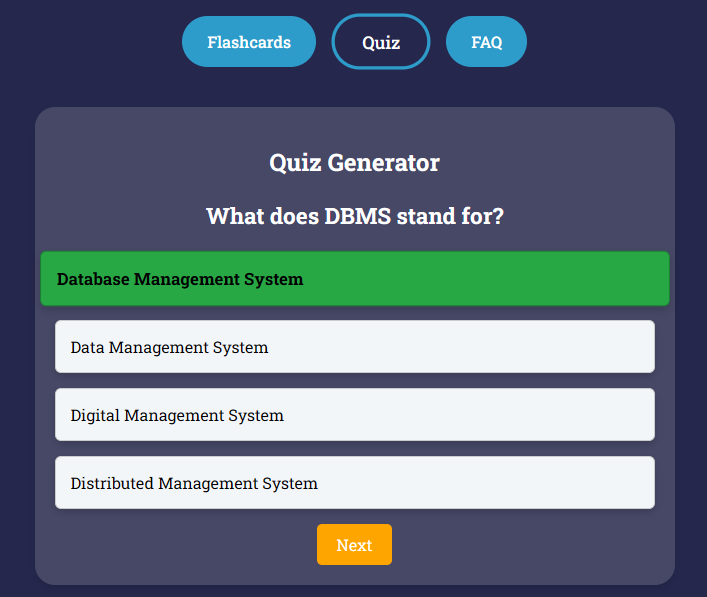 Flashcards Quiz FAQ
Quiz Generator
What does DBMS stand for?
Database Management System
Data Management System
Digital Management System
Distributed Management System
Next